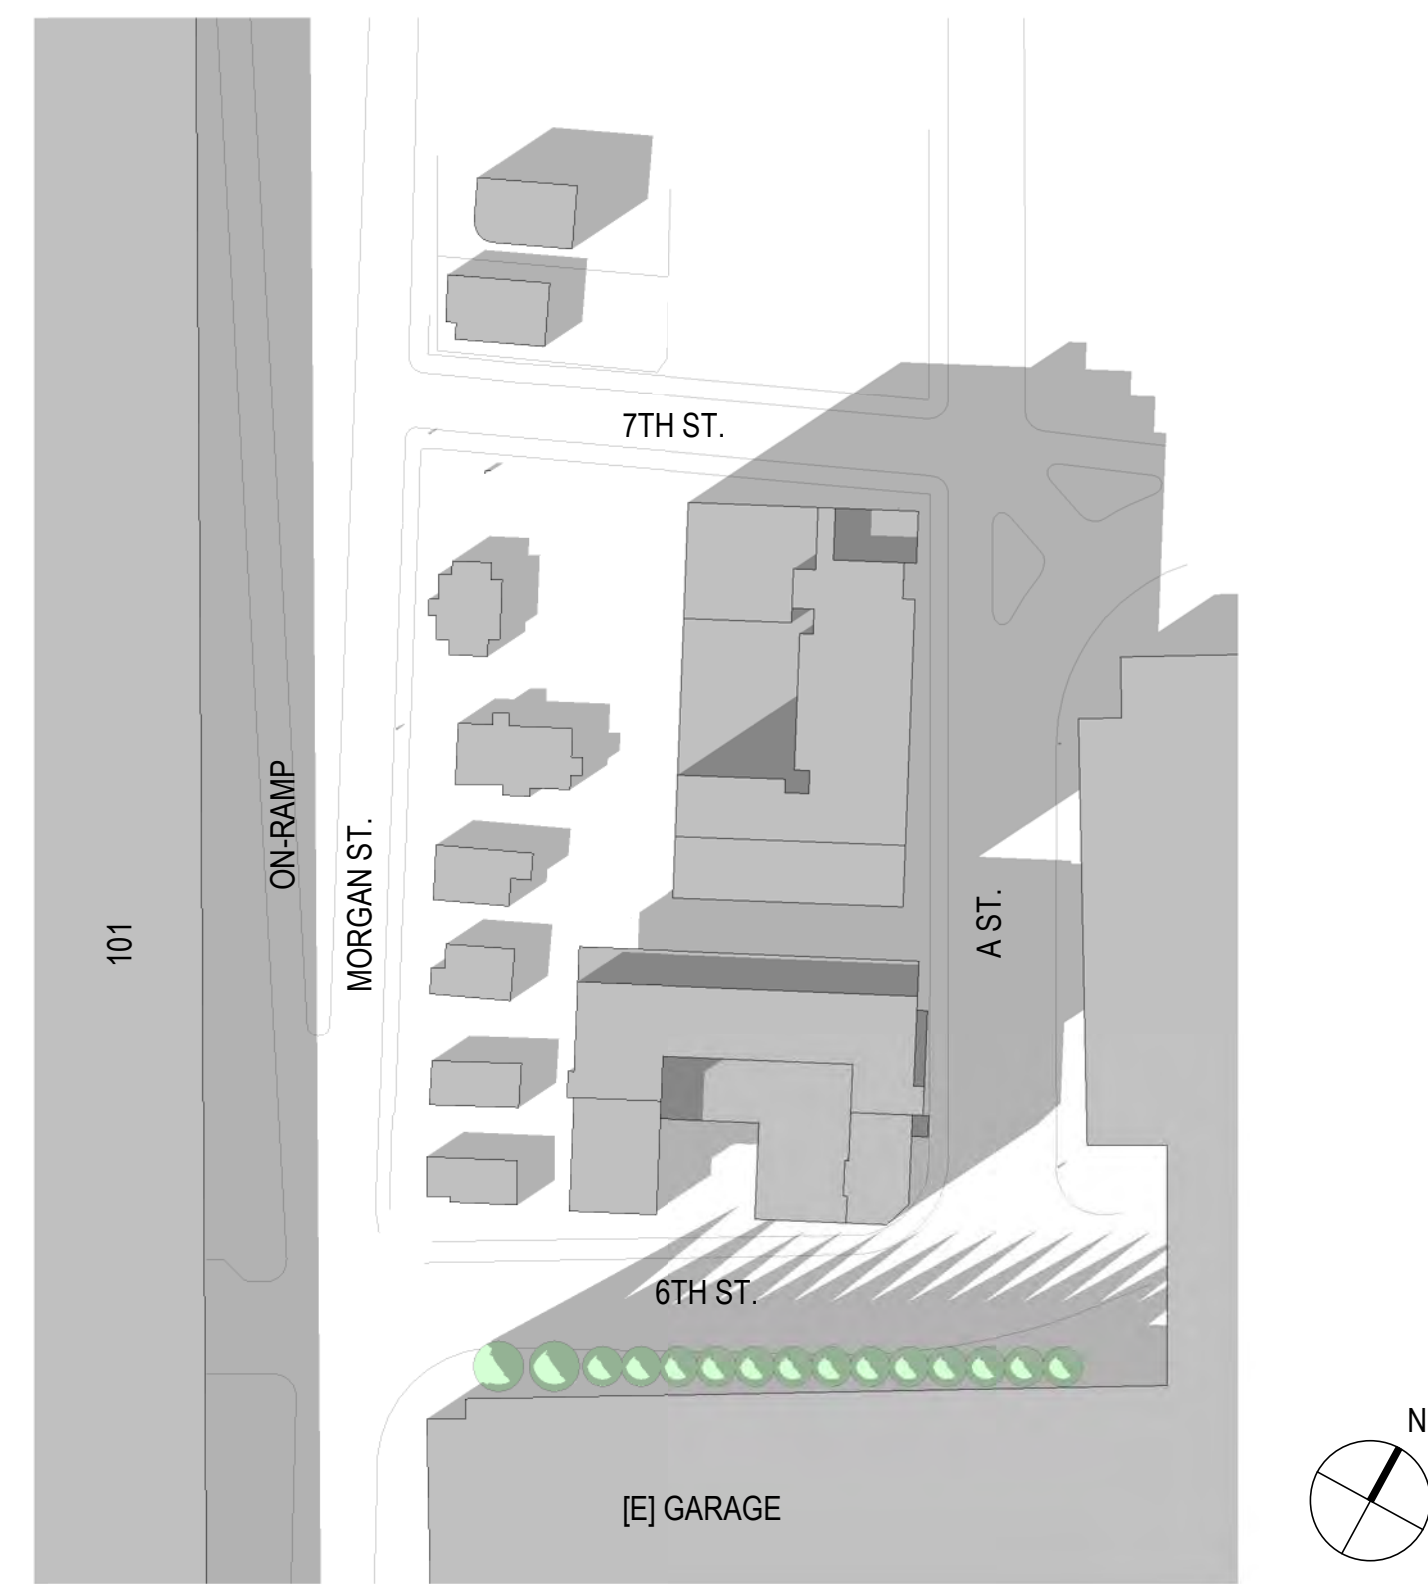 7TH ST.
ON-RAMP
MORGAN ST.
101
A ST.
6TH ST.
N
[E] GARAGE